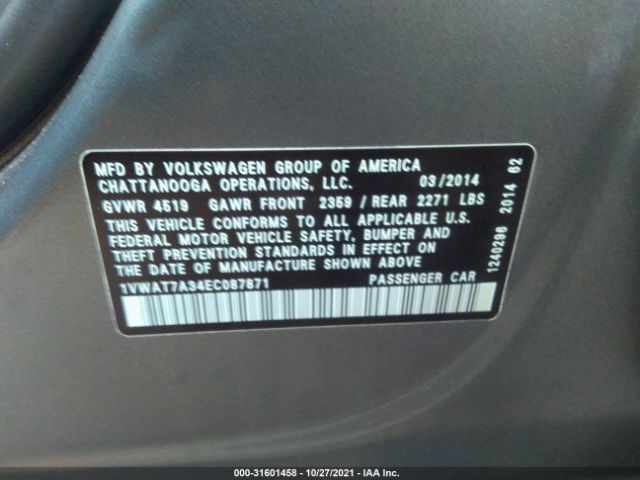 MFD BY VOLKSWAGEN GROUP OF AMERICA
CHATTANOOGA OPERATIONS, LLC. 03/2014
GVWR 4519 GAWR FRONT 2359 / REAR 2271 LBS
THIS VEHICLE CONFORMS TO ALL APPLICABLE U.S.
FEDERAL MOTOR VEHICLE SAFETY, BUMPER AND
THEFT PREVENTION STANDARDS IN EFFECT ON
THE DATE OF MANUFACTURE SHOWN ABOVE
1VWAT7A34EC087871 PASSENGER CAR
1240296 2014 62
000-31601458 - 10/27/2021 - IAA Inc.